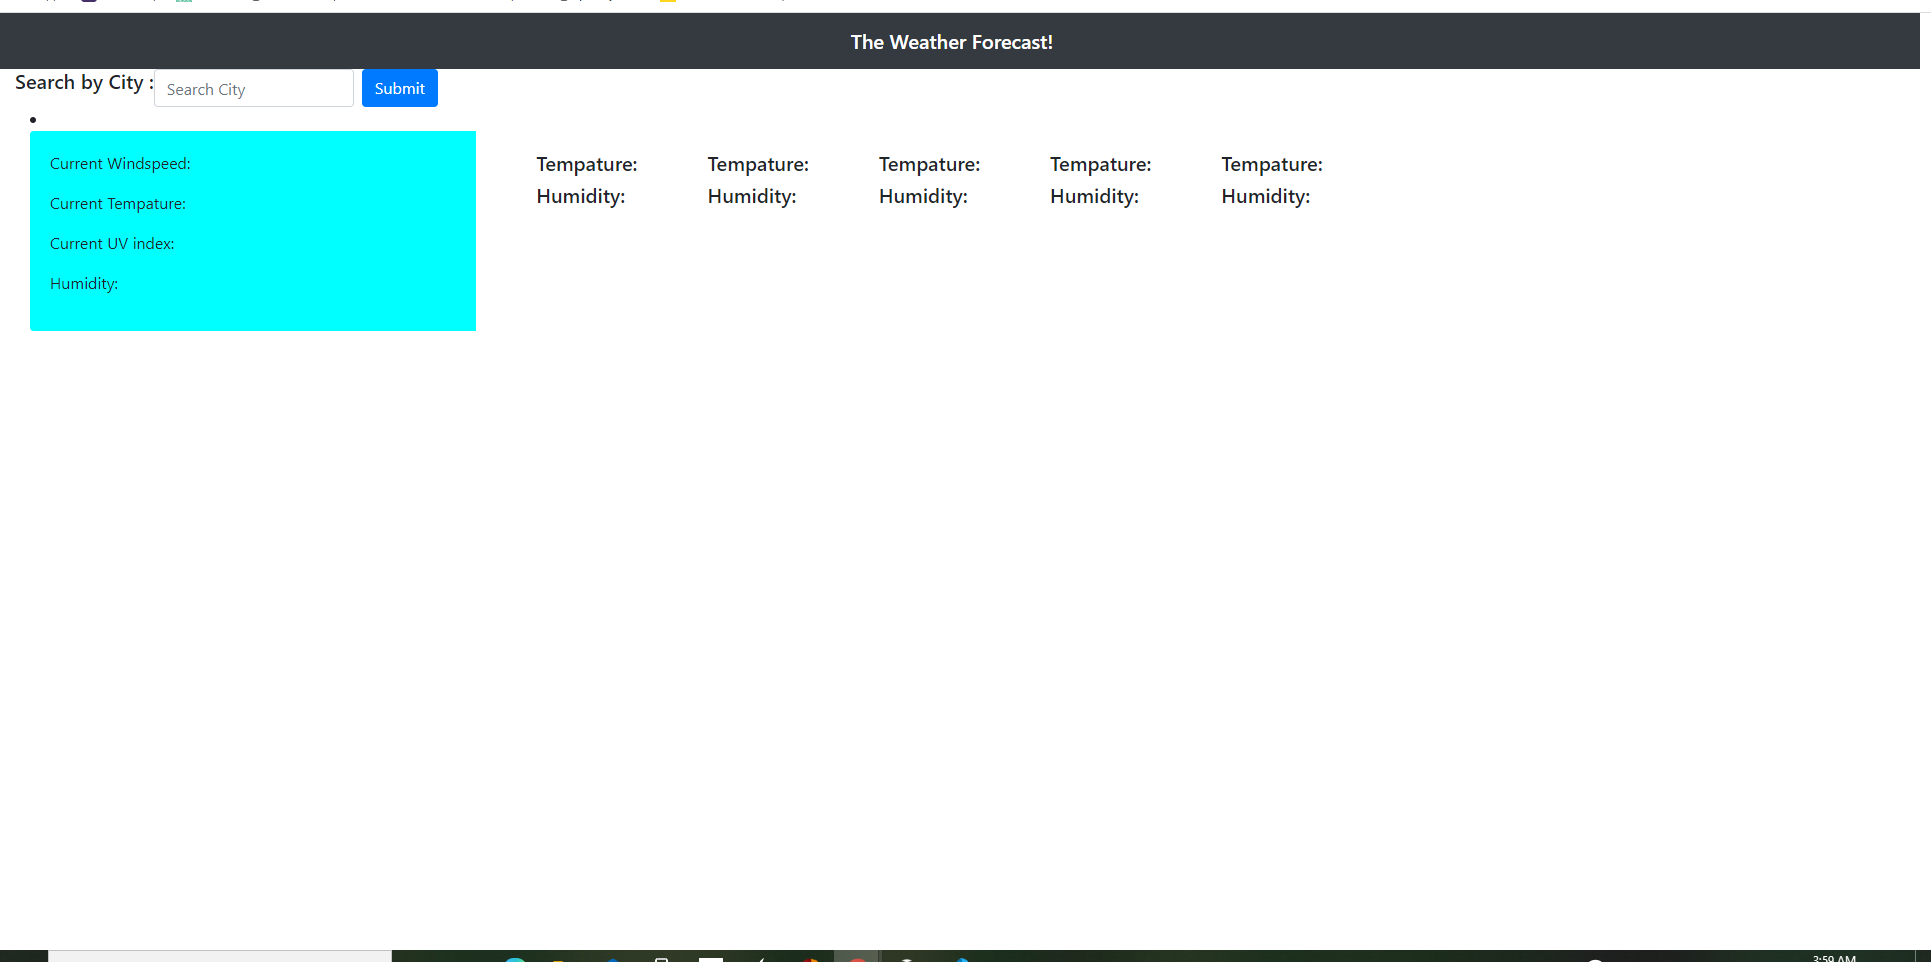 The Weather Forecast!
Search by City : Search City Submit
Current Windspeed:
Current Tempature:
Current UV index:
Humidity:
Tempature: Tempature: Tempature: Tempature: Tempature:
Humidity: Humidity: Humidity: Humidity: Humidity:
3:59 AM